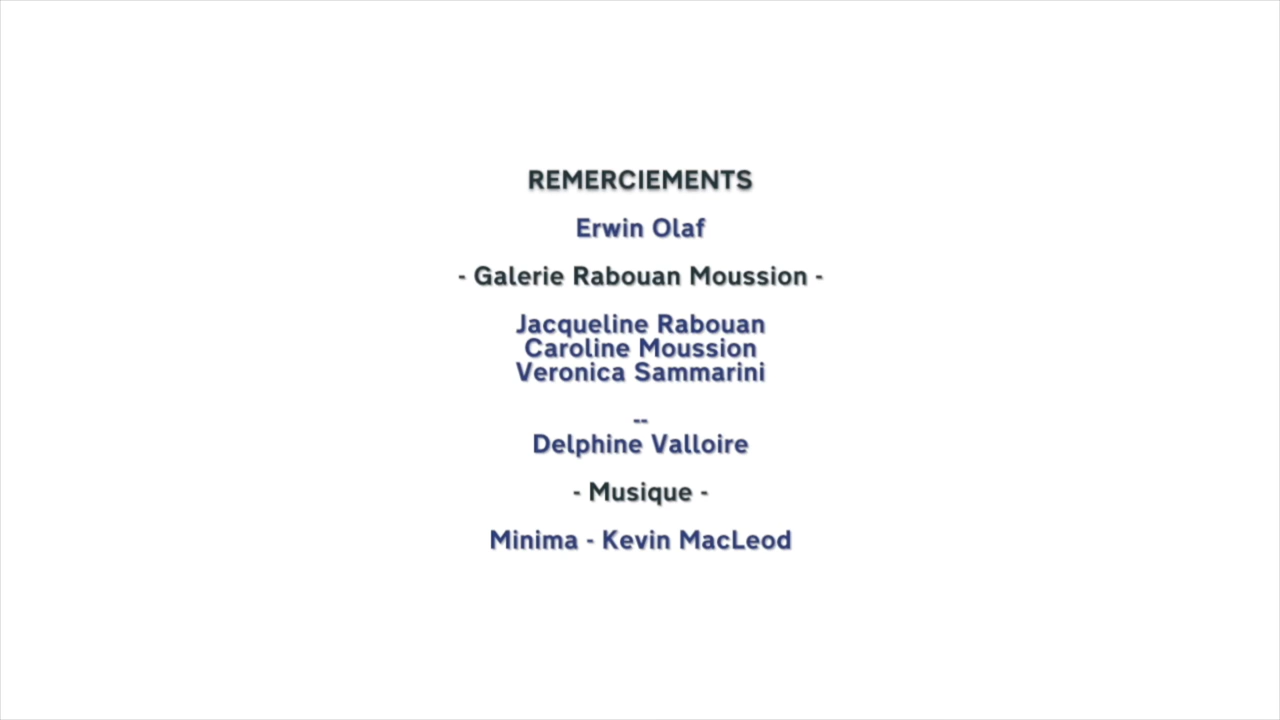 REMERCIEMENTS
Erwin Olaf
- Galerie Rabouan Moussion -
Jacqueline Rabouan
Caroline Moussion
Veronica Sammarini
--
Delphine Valloire
- Musique -
Minima - Kevin MacLeod